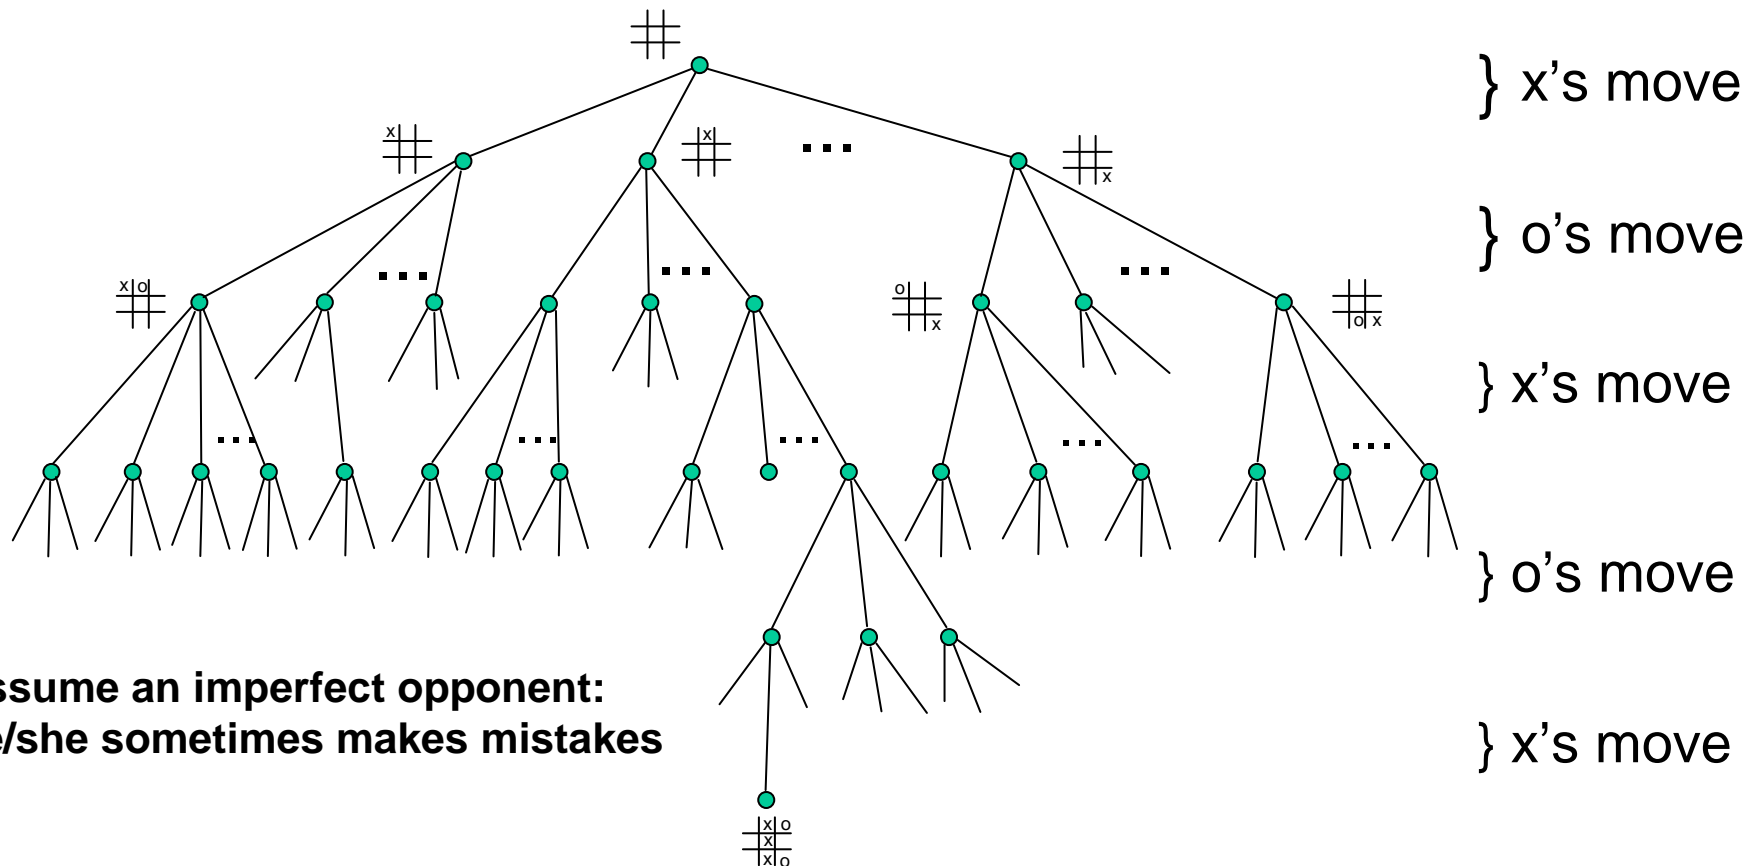 } x's move
x
x
...
x
} o's move
x o
...
...
o
x
...
o x
} x's move
...
...
...
...
...
} o's move
ssume an imperfect opponent:
e/she sometimes makes mistakes
} x's move
x o
x
x o